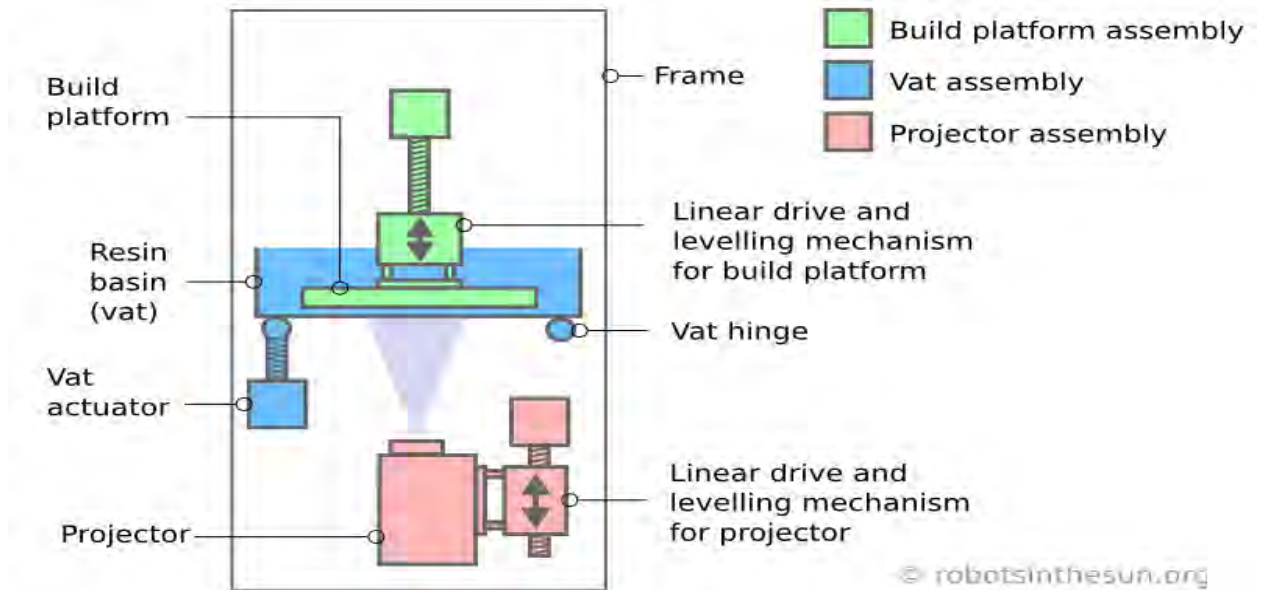 Build platform assembly
Vat assembly
Projector assembly
Build
platform
Frame
Linear drive and
levelling mechanism
for build platform
Resin
basin
(vat)
Vat hinge
Vat
actuator
Linear drive and
levelling mechanism
for projector
Projector
© robotsinthesun.org